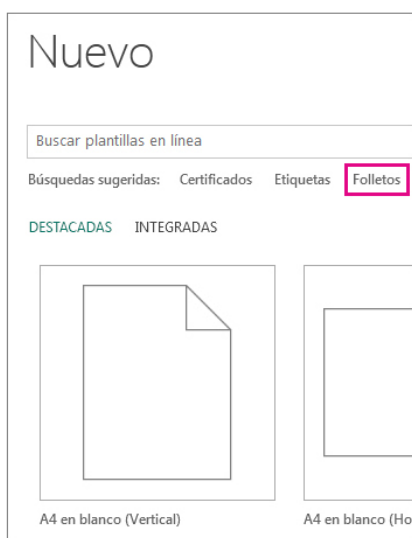 Nuevo
Buscar plantillas en línea
Búsquedas sugeridas: Certificados Etiquetas Folletos
DESTACADAS INTEGRADAS
A4 en blanco (Vertical) A4 en blanco (Ho